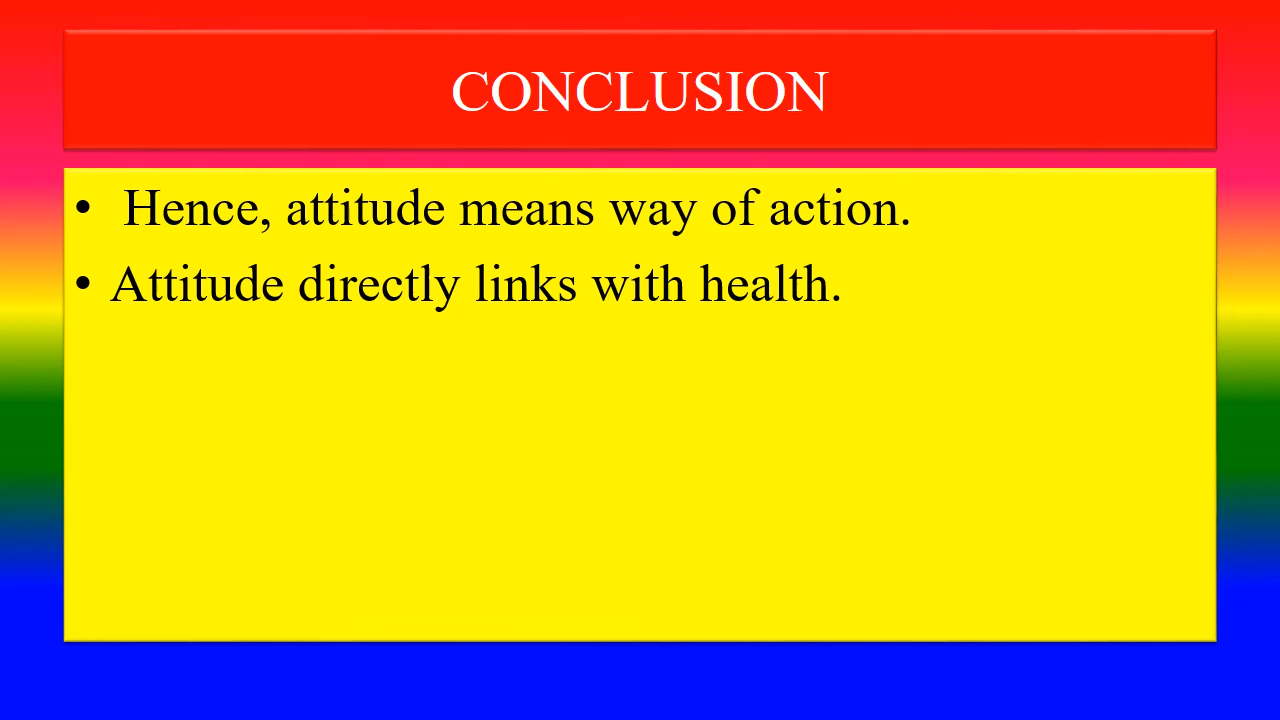 CONCLUSION
• Hence, attitude means way of action.
• Attitude directly links with health.